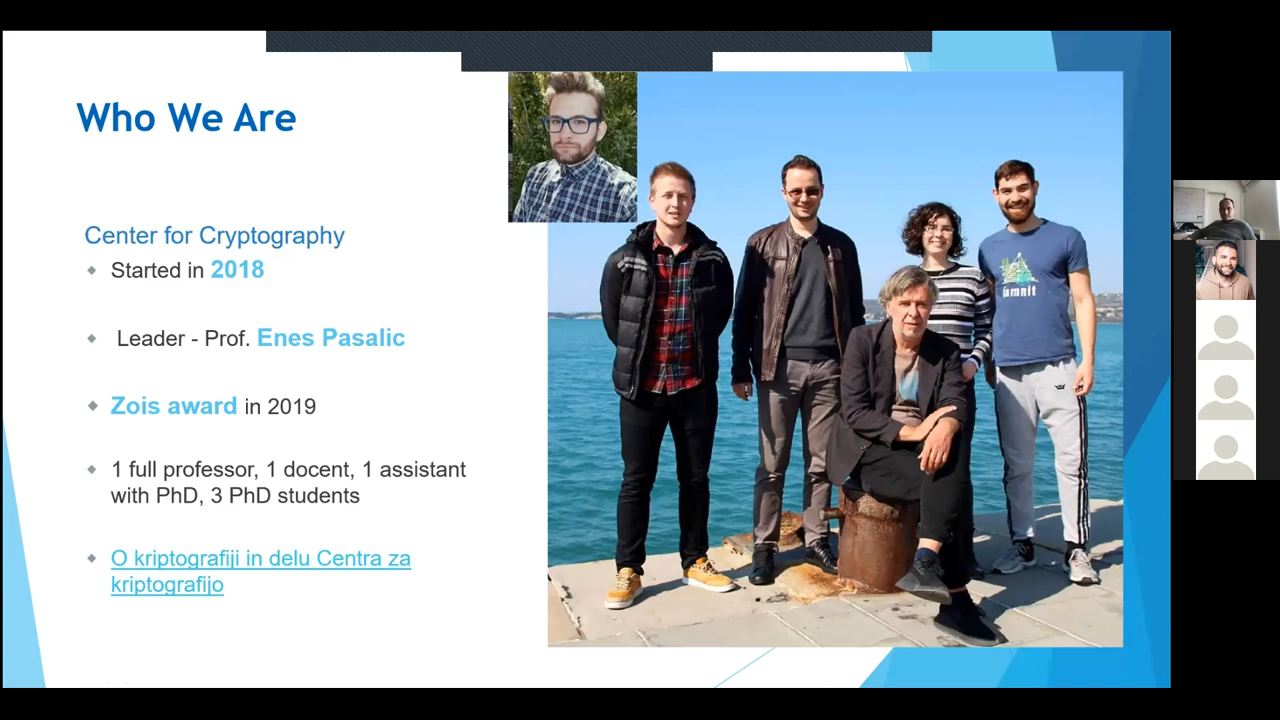 Who We Are
Center for Cryptography
Started in 2018
Leader - Prof. Enes Pasalic
Zois award in 2019
1 full professor, 1 docent, 1 assistant
with PhD, 3 PhD students
O kriptografiji in delu Centra za
kriptografijo
famnit